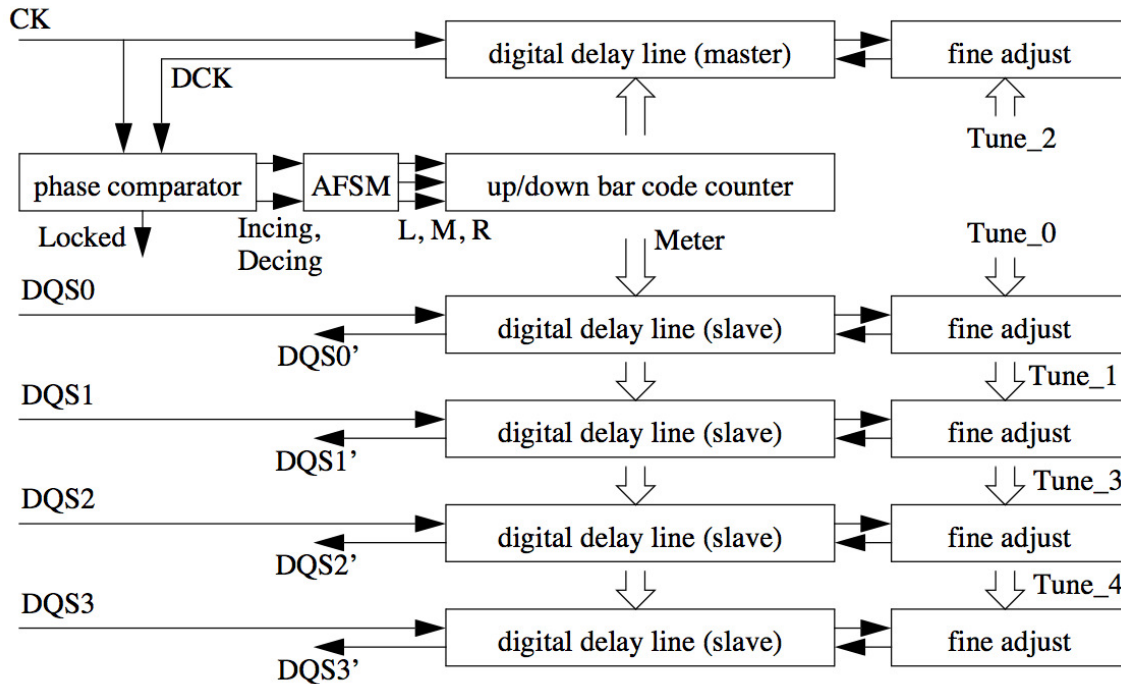 CK
digital delay line (master)
fine adjust
DCK
Tune_2
phase comparator
AFSM
up/down bar code counter
Locked
Incing,
Decing
L, M, R
Meter
Tune_0
DQS0
digital delay line (slave)
fine adjust
DQS0’
Tune_1
DQS1
digital delay line (slave)
fine adjust
DQS1’
Tune_3
DQS2
digital delay line (slave)
fine adjust
DQS2’
Tune_4
DQS3
digital delay line (slave)
fine adjust
DQS3’